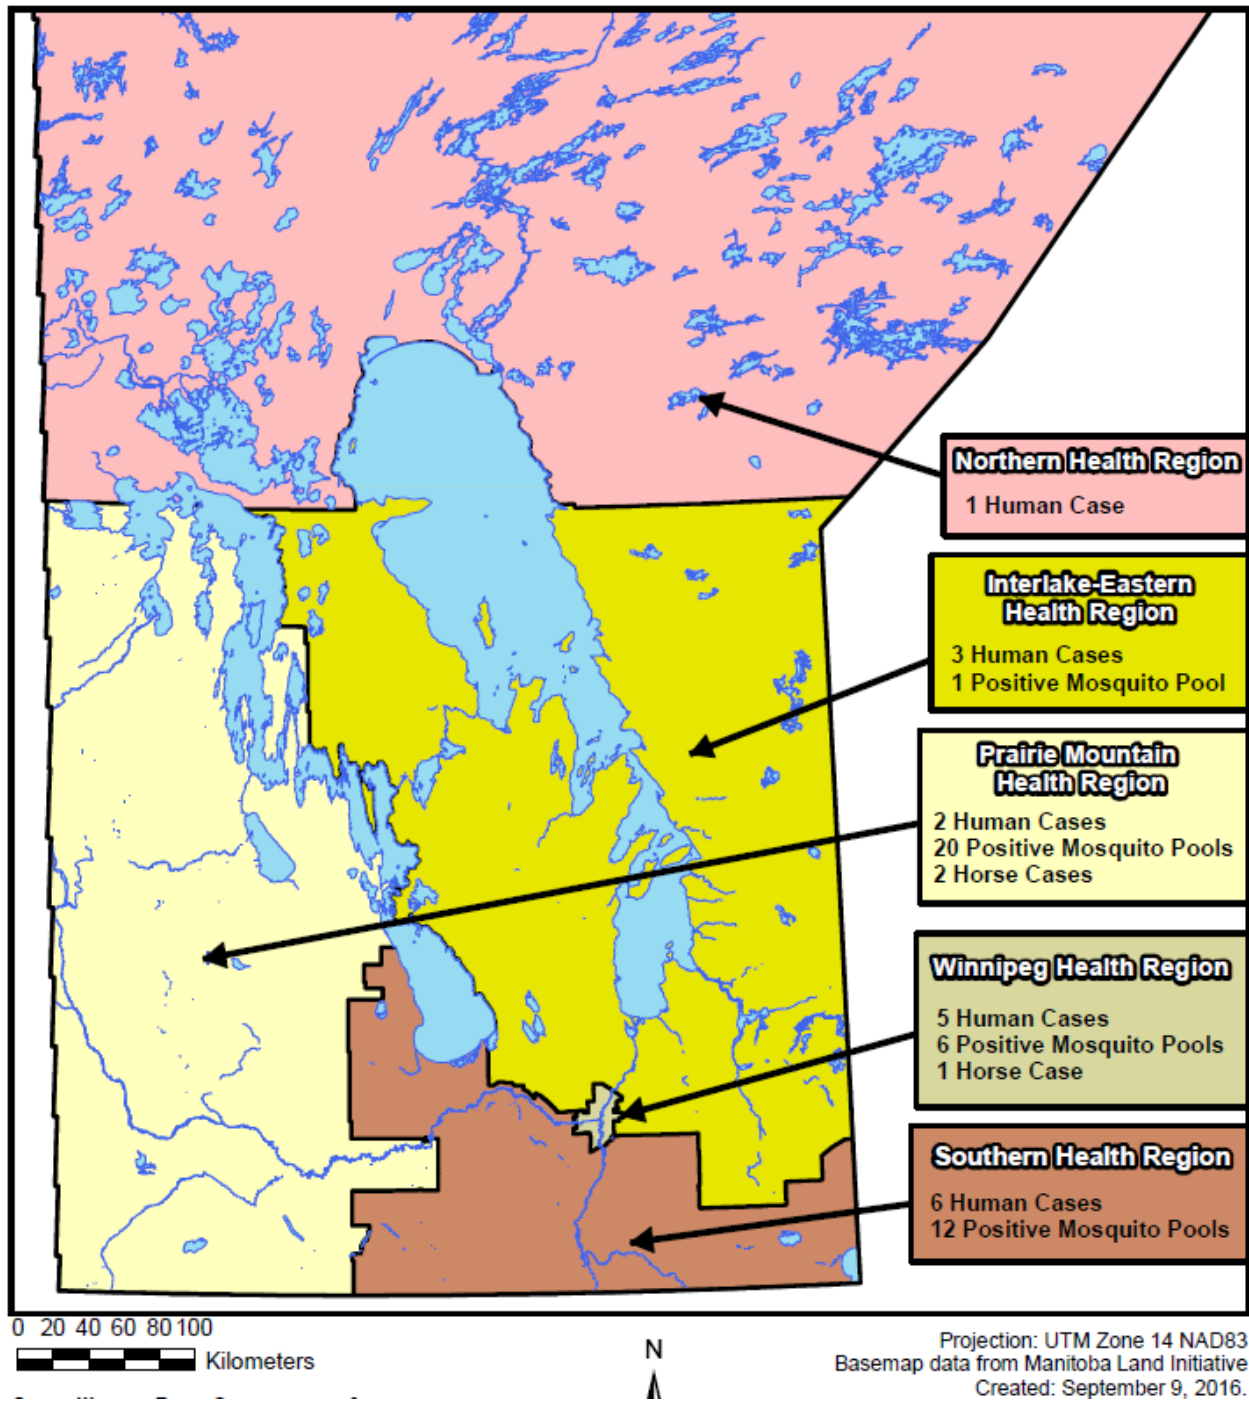 Northern Health Region
1 Human Case
Interlake-Eastern
Health Region
3 Human Cases
1 Positive Mosquito Pool
Prairie Mountain
Health Region
2 Human Cases
20 Positive Mosquito Pools
2 Horse Cases
Winnipeg Health Region
5 Human Cases
6 Positive Mosquito Pools
1 Horse Case
Southern Health Region
6 Human Cases
12 Positive Mosquito Pools
0 20 40 60 80 100
Kilometers
N
Projection: UTM Zone 14 NAD83
Basemap data from Manitoba Land Initiative
Created: September 9, 2016.